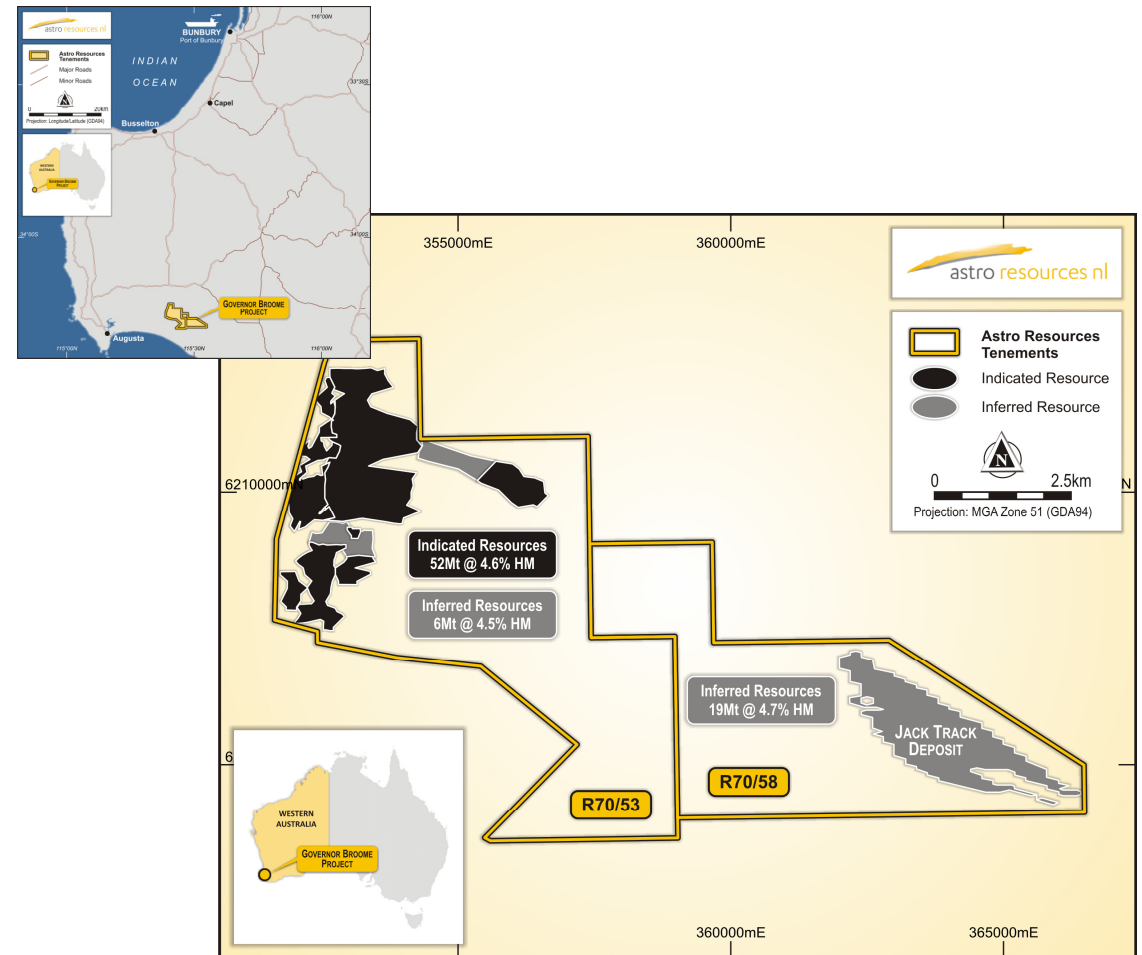 astro resources nl
Astro Resources
Tenements
Major Roads
Minor Roads
N
0 20km
Projection: Longitude/Latitude (GDA94)
WESTERN
AUSTRALIA
GOVERNOR BROOME
PROJECT
116°00'E
BUNBURY
Port of Bunbury
INDIAN
OCEAN
33°30'S
Capel
Busselton
34°00'S
34°00'S
GOVERNOR BROOME
PROJECT
Augusta
115°00'E
115°30'E
116°00'E
355000mE
360000mE
astro resources nl
Astro Resources
Tenements
Indicated Resource
Inferred Resource
N
0 2.5km
Projection: MGA Zone 51 (GDA94)
6210000mN
N
Indicated Resources
52Mt @ 4.6% HM
Inferred Resources
6Mt @ 4.5% HM
Inferred Resources
19Mt @ 4.7% HM
JACK TRACK
DEPOSIT
6
R70/53
R70/58
WESTERN
AUSTRALIA
GOVERNOR BROOME
PROJECT
360000mE
365000mE